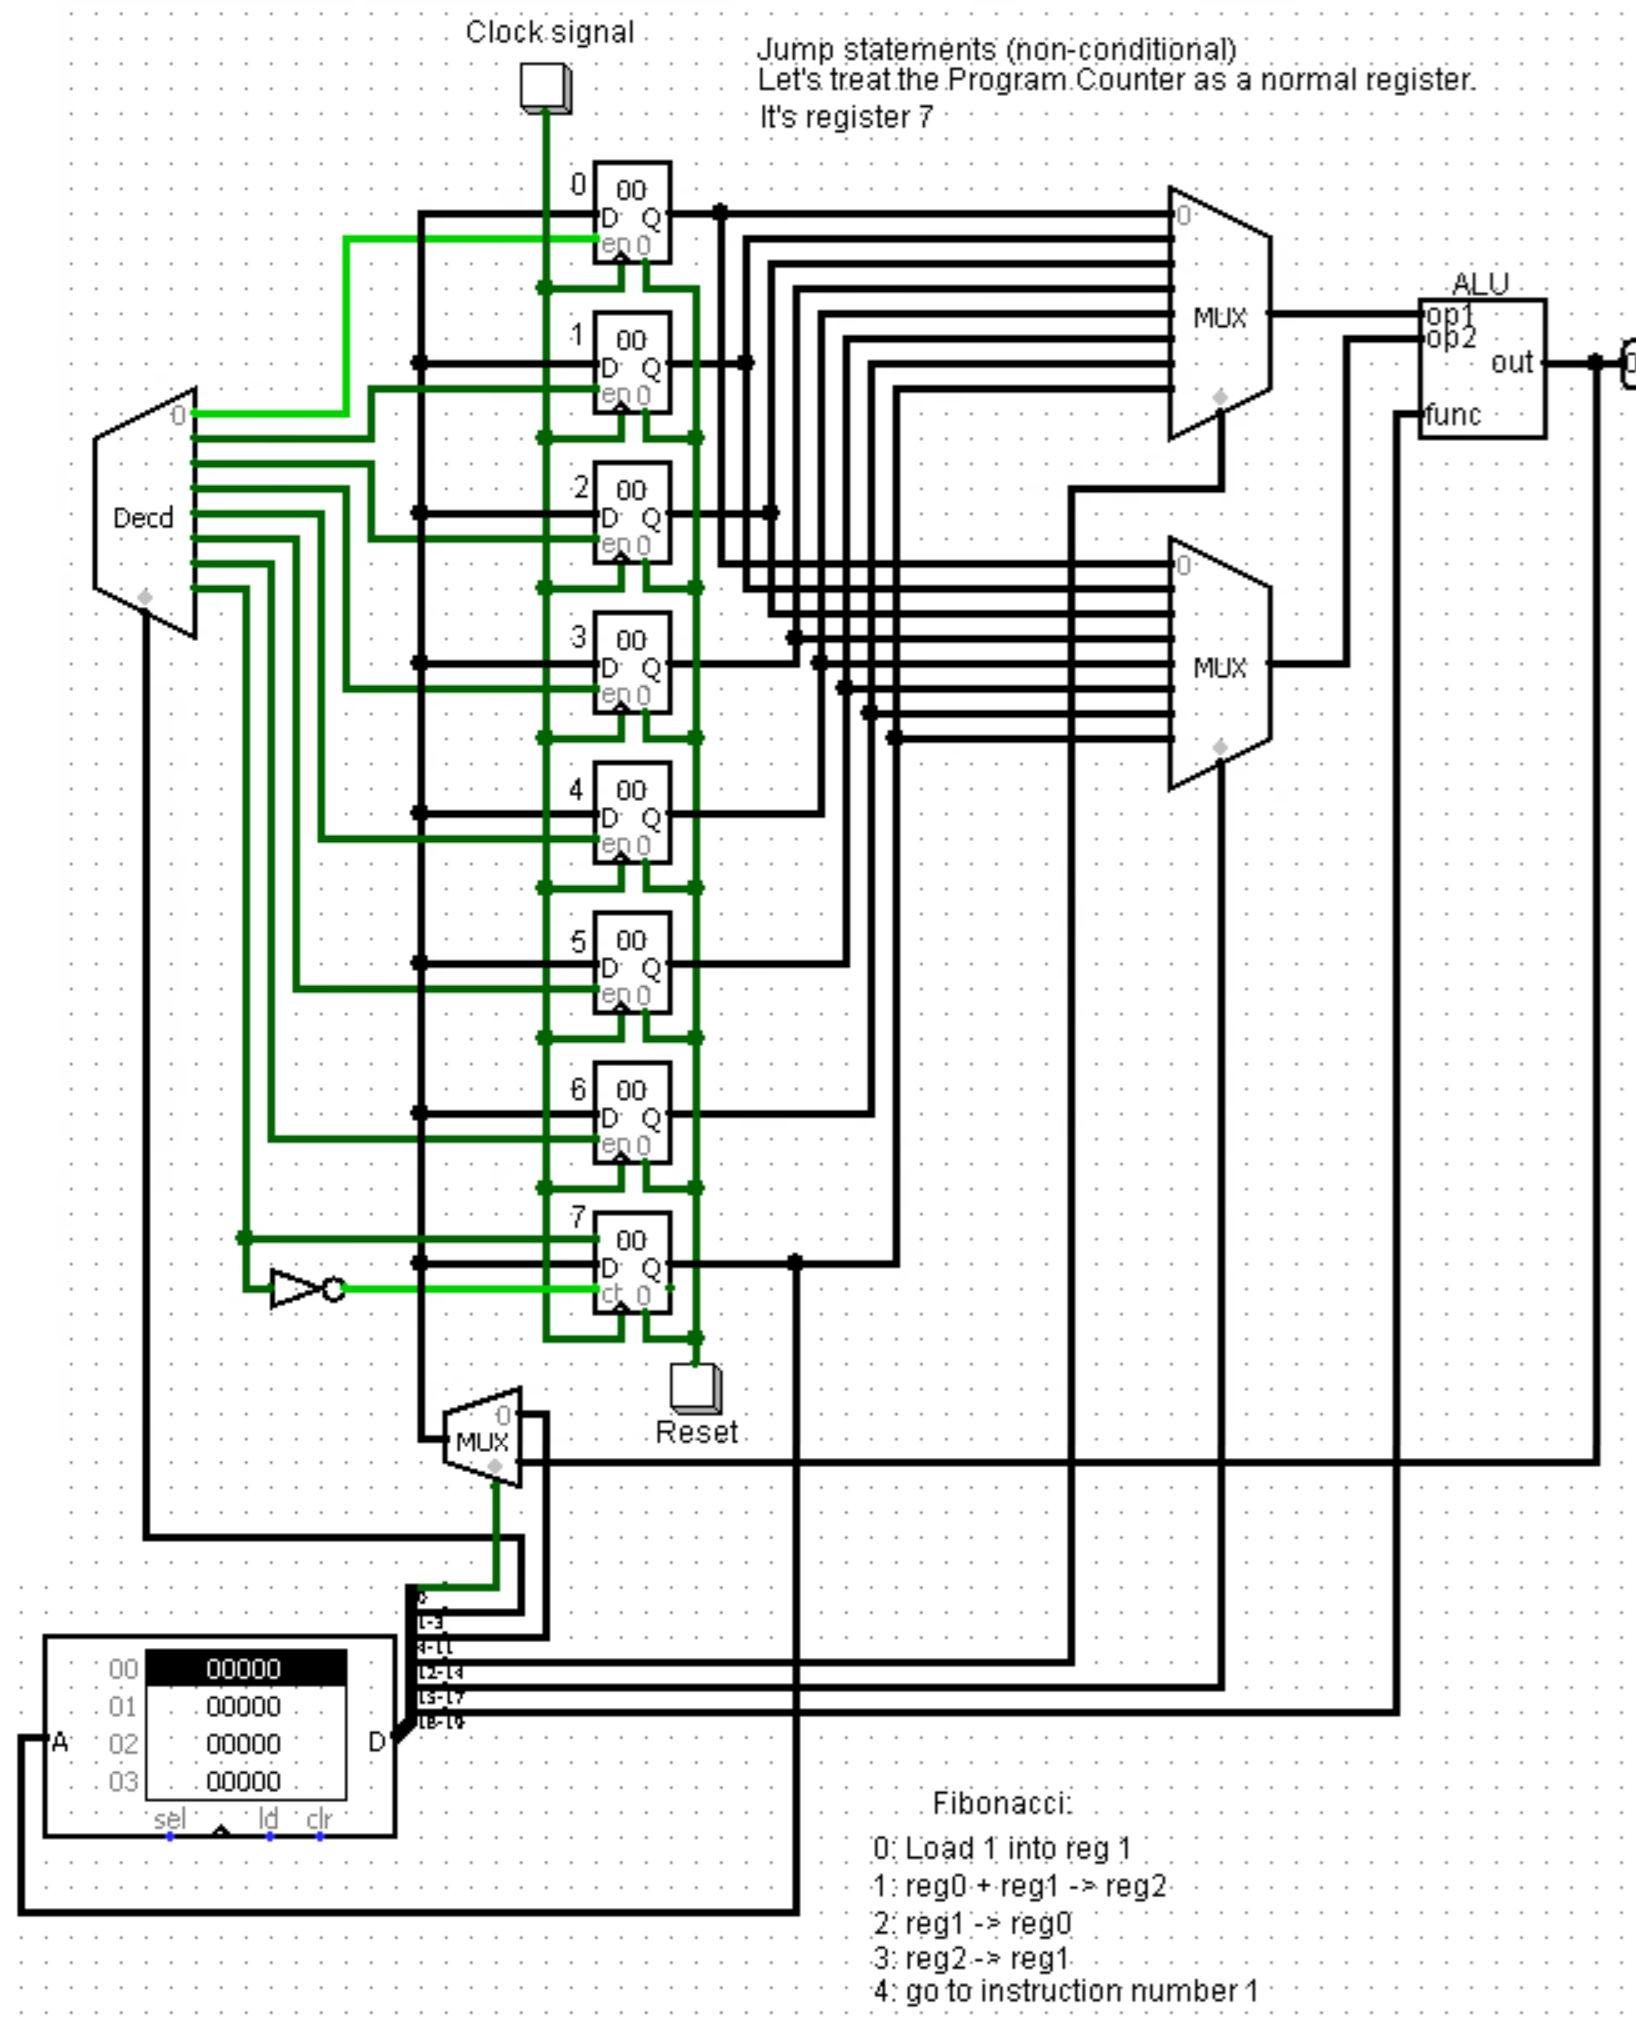 Clock signal
Jump statements (non-conditional)
Let's treat the Program Counter as a normal register.
It's register 7
0
00
D Q
en 0
1
00
D Q
en 0
2
00
D Q
en 0
3
00
D Q
en 0
4
00
D Q
en 0
5
00
D Q
en 0
6
00
D Q
en 0
7
00
D Q
ct 0
0
Decd
0
MUX
0
MUX
ALU
op1
op2
out
func
Reset
0
MUX
0
1-3
4-11
12-14
15-17
18-19
00 00000
01 00000
A 02 00000 D
03 00000
sel ld clr
Fibonacci:
0: Load 1 into reg 1
1: reg0 + reg1 -> reg2
2: reg1 -> reg0
3: reg2 -> reg1
4: go to instruction number 1